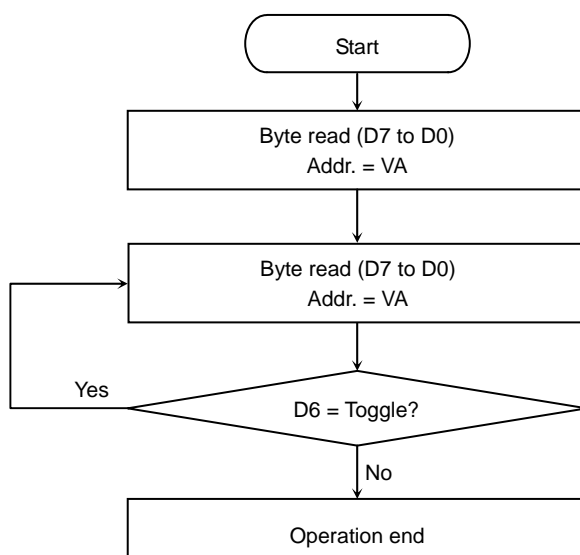 Start
Byte read (D7 to D0)
Addr. = VA
Byte read (D7 to D0)
Addr. = VA
Yes
D6 = Toggle?
No
Operation end